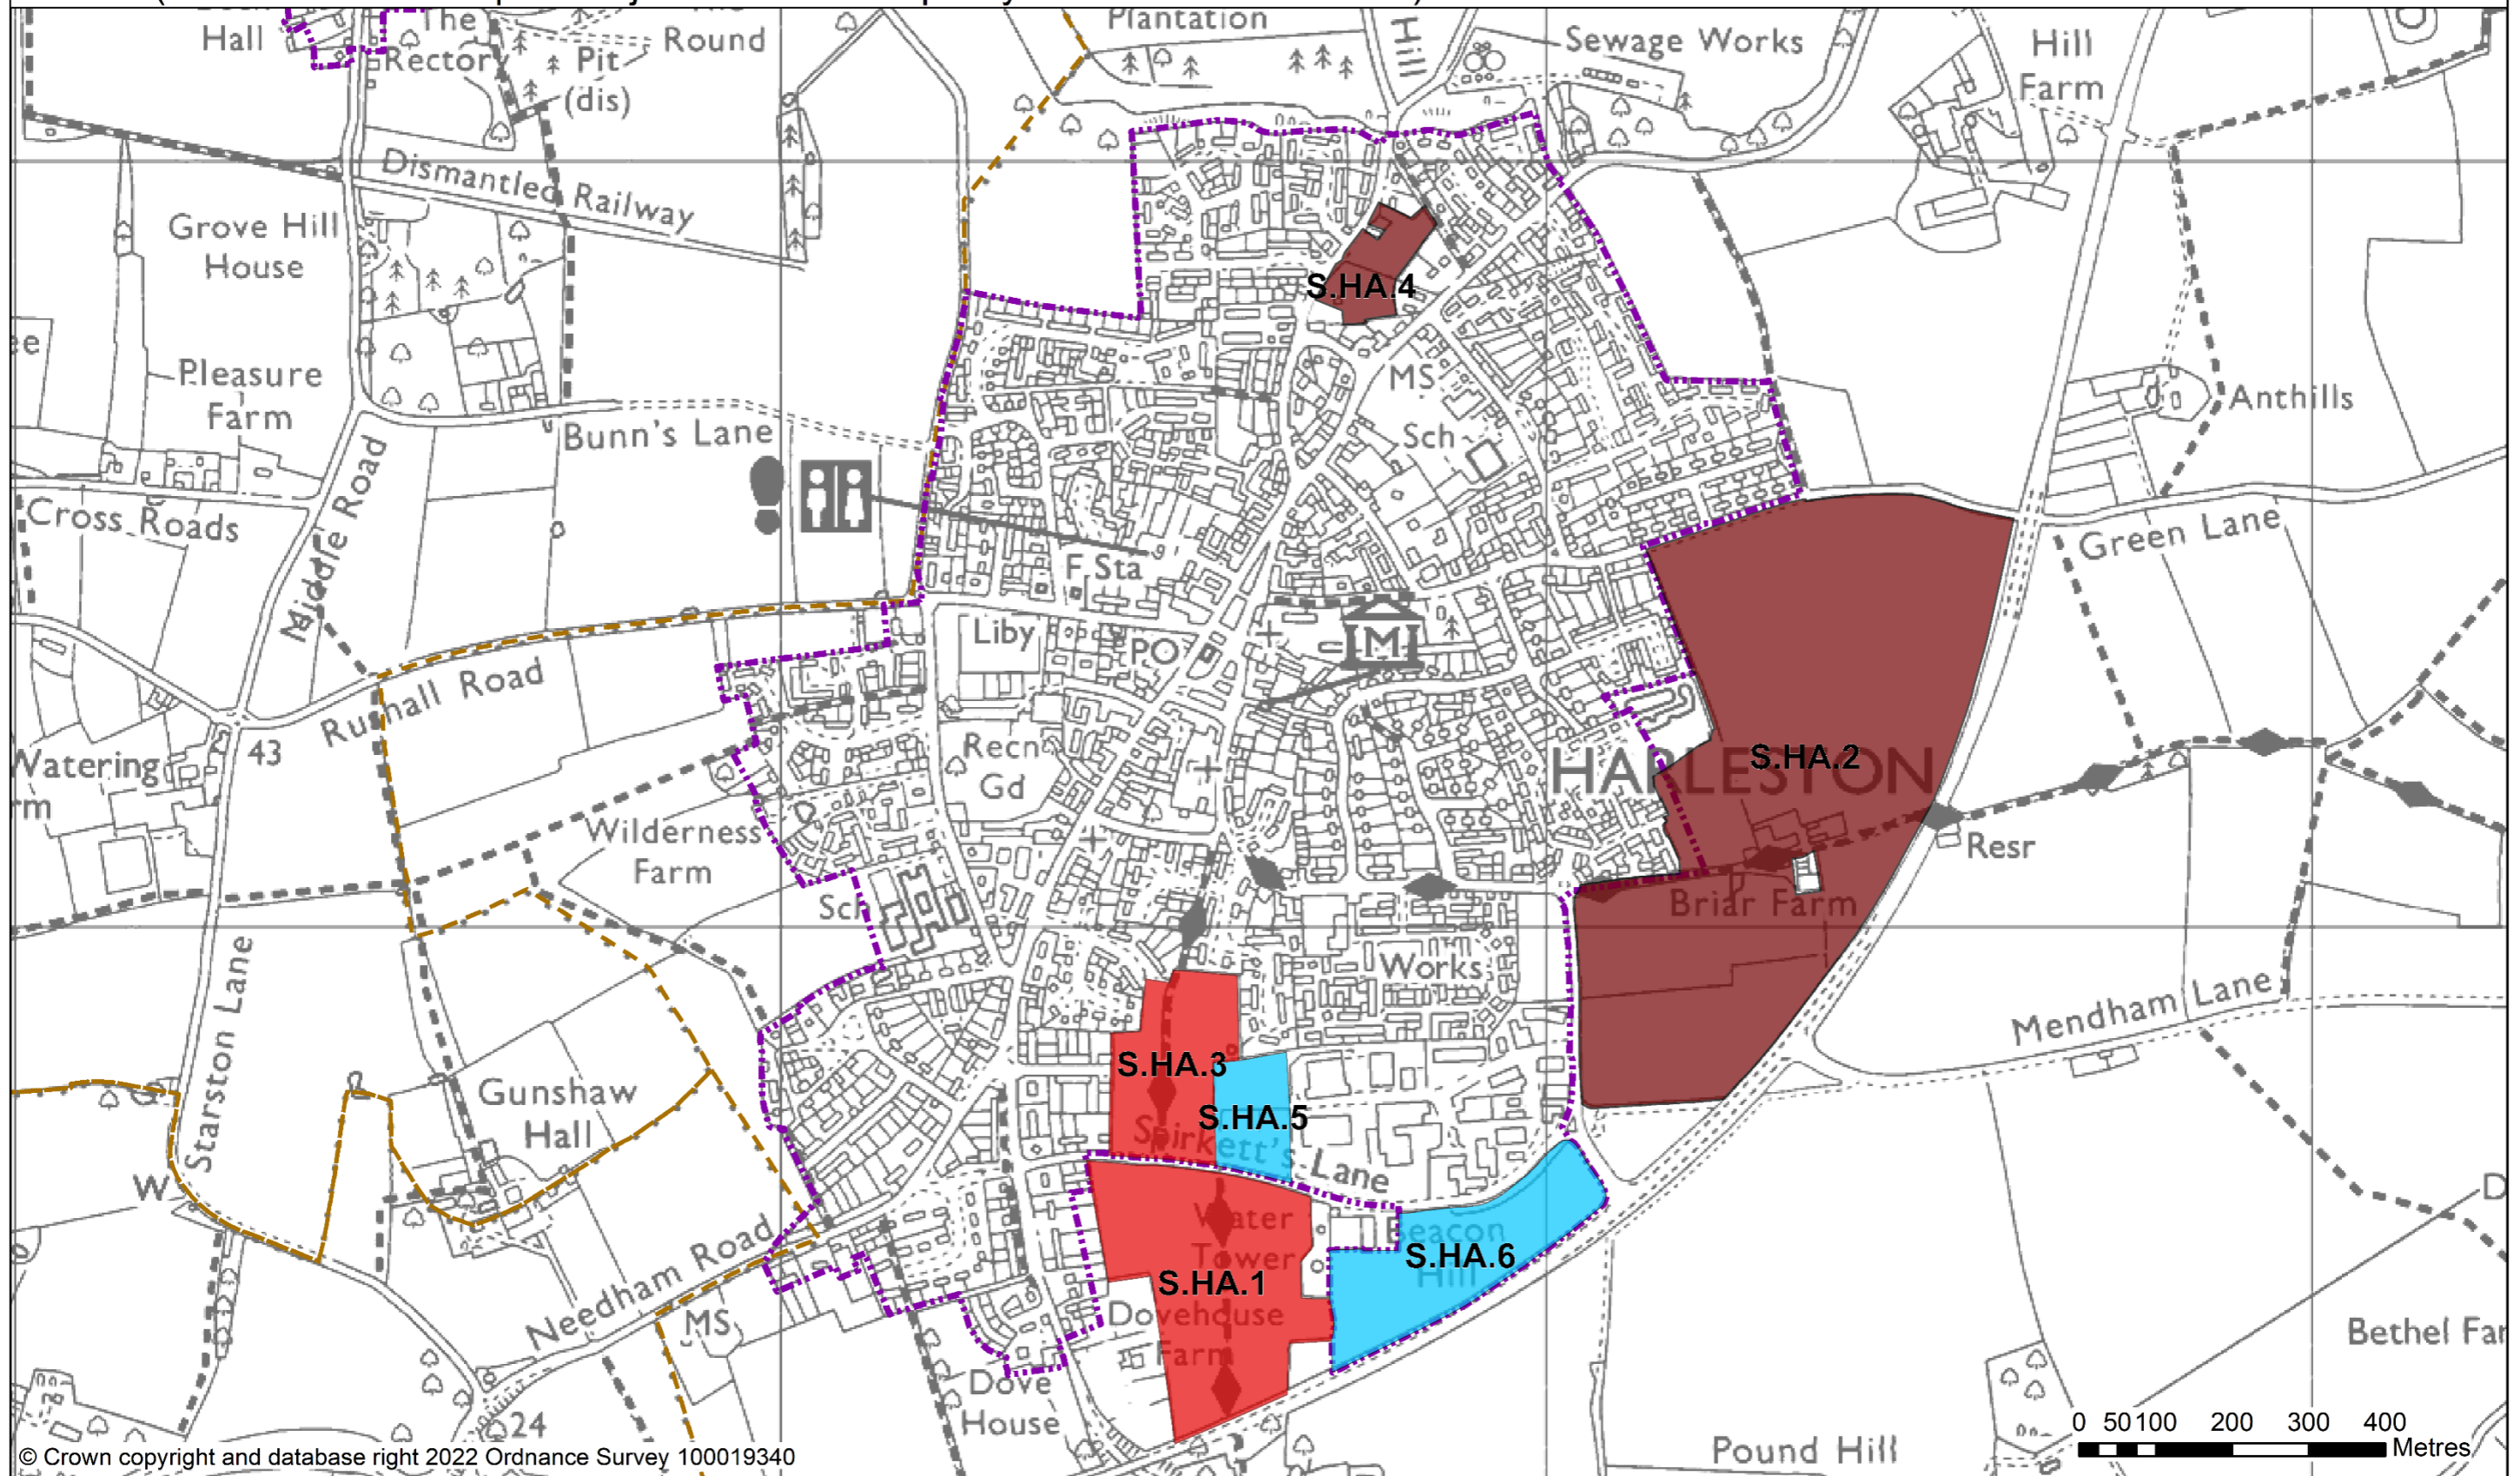 Hall
The
Rectory
Round
Pit
(dis)
Plantation
Hill
Sewage Works
Hill
Farm
Dismantled Railway
Grove Hill
House
S.HA.4
Pleasure
Farm
MS
Anthills
Bunn's Lane
Sch
Cross Roads
Middle Road
Green Lane
F Sta
Liby
PO
M
Rushall Road
43
Watering
Recn
Gd
HARLESTON
S.HA.2
Wilderness
Farm
Resr
Sch
Briar Farm
Works
Starston Lane
Mendham Lane
S.HA.3
Gunshaw
Hall
S.HA.5
Spirkett's Lane
W
Water
Tower
Beacon
Hill
S.HA.6
S.HA.1
Needham Road
MS
Dovehouse
Farm
Bethel Far
Dove
House
24
Pound Hill
0 50 100 200 300 400
Metres
© Crown copyright and database right 2022 Ordnance Survey 100019340